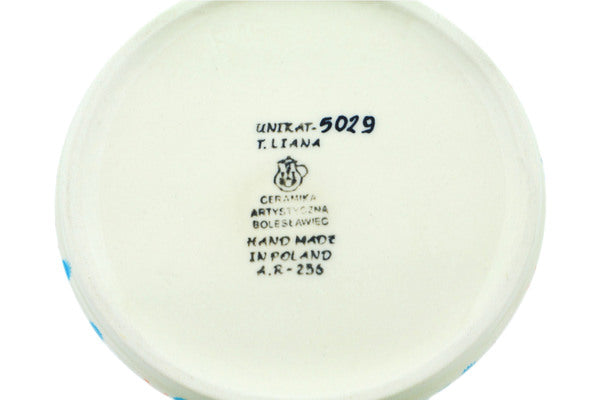 UNIKAT-5029
T.LIANA
CERAMIKA
ARTYSTYCZNA
BOLESŁAWIEC
HAND MADE
IN POLAND
A.R-256